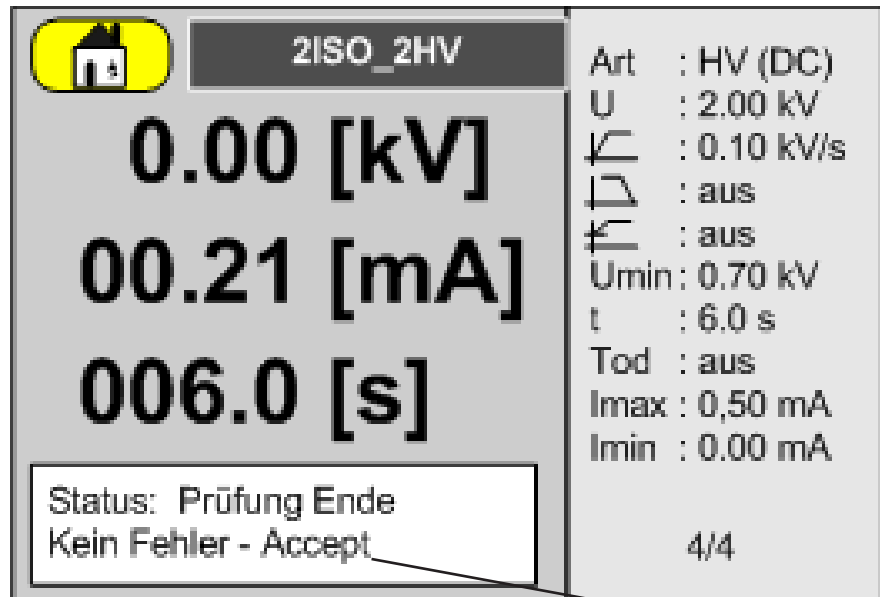 2ISO_2HV
0.00 [kV]
00.21 [mA]
006.0 [s]
Status: Prüfung Ende
Kein Fehler - Accept
Art : HV (DC)
U : 2.00 kV
: 0.10 kV/s
: aus
: aus
Umin : 0.70 kV
t : 6.0 s
Tod : aus
Imax : 0,50 mA
Imin : 0.00 mA
4/4